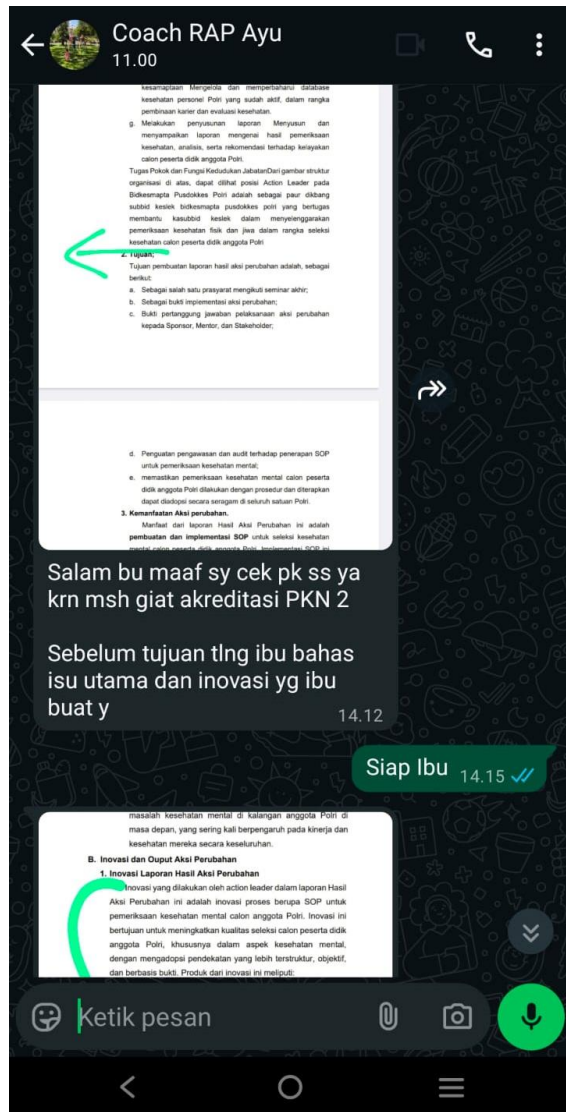 Coach RAP Ayu
11.00
kesamaptaan Mengelola dan memperbaharui database
kesehatan personel Polri yang sudah aktif, dalam rangka
pembinaan karier dan evaluasi kesehatan.
g. Melakukan penyusunan laporan Menyusun dan
menyampaikan laporan mengenai hasil pemeriksaan
kesehatan, analisis, serta rekomendasi terhadap kelayakan
calon peserta didik anggota Polri.
Tugas Pokok dan Fungsi Kedudukan JabatanDari gambar struktur
organisasi di atas, dapat dilihat posisi Action Leader pada
Bidkesmapta Pusdokkes Polri adalah sebagai paur dikbang
subbid keslek bidkesmapta pusdokkes polri yang bertugas
membantu kasubbid keslek dalam menyelenggarakan
pemeriksaan kesehatan fisik dan jiwa dalam rangka seleksi
kesehatan calon peserta didik anggota Polri
2. Tujuan;
Tujuan pembuatan laporan hasil aksi perubahan adalah, sebagai
berikut:
a. Sebagai salah satu prasyarat mengikuti seminar akhir;
b. Sebagai bukti implementasi aksi perubahan;
c. Bukti pertanggung jawaban pelaksanaan aksi perubahan
kepada Sponsor, Mentor, dan Stakeholder;
d. Penguatan pengawasan dan audit terhadap penerapan SOP
untuk pemeriksaan kesehatan mental;
e. memastikan pemeriksaan kesehatan mental calon peserta
didik anggota Polri dilakukan dengan prosedur dan diterapkan
dapat diadopsi secara seragam di seluruh satuan Polri.
3. Kemanfaatan Aksi perubahan.
Manfaat dari laporan Hasil Aksi Perubahan ini adalah
pembuatan dan implementasi SOP untuk seleksi kesehatan
mental calon peserta didik anggota Polri. Implementasi SOP ini
Salam bu maaf sy cek pk ss ya
krn msh giat akreditasi PKN 2
Sebelum tujuan tlng ibu bahas
isu utama dan inovasi yg ibu
buat y
14.12
Siap Ibu 14.15
masalah kesehatan mental di kalangan anggota Polri di
masa depan, yang sering kali berpengaruh pada kinerja dan
kesehatan mereka secara keseluruhan.
B. Inovasi dan Ouput Aksi Perubahan
1. Inovasi Laporan Hasil Aksi Perubahan
Inovasi yang dilakukan oleh action leader dalam laporan Hasil
Aksi Perubahan ini adalah inovasi proses berupa SOP untuk
pemeriksaan kesehatan mental calon anggota Polri. Inovasi ini
bertujuan untuk meningkatkan kualitas seleksi calon peserta didik
anggota Polri, khususnya dalam aspek kesehatan mental,
dengan mengadopsi pendekatan yang lebih terstruktur, objektif,
dan berbasis bukti. Produk dari inovasi ini meliputi:
Ketik pesan